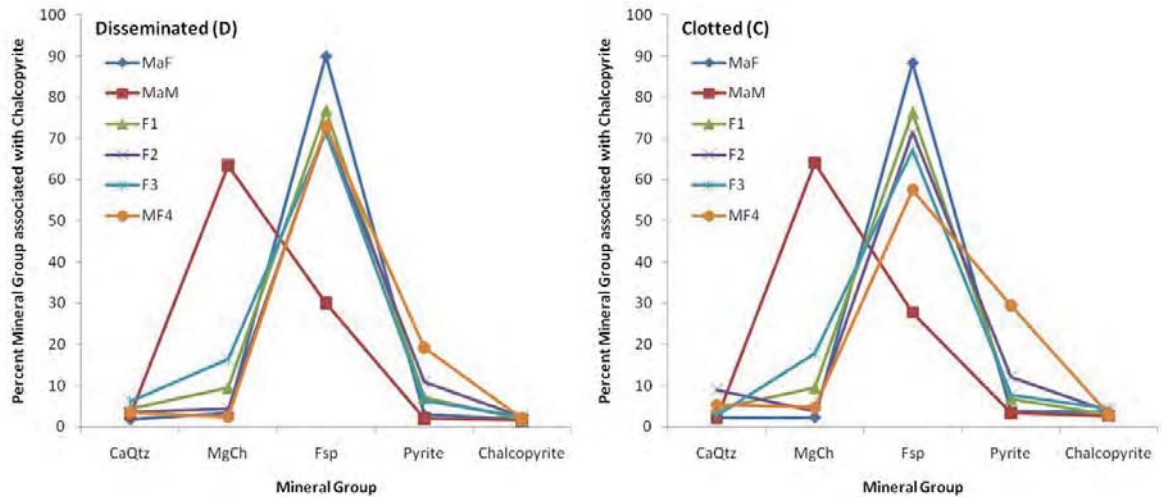 Percent Mineral Group associated with Chalcopyrite
100
90
80
70
60
50
40
30
20
10
0
Disseminated (D)
MaF
MaM
F1
F2
F3
MF4
CaQtz MgCh Fsp Pyrite Chalcopyrite
Mineral Group
Percent Mineral Group associated with Chalcopyrite
100
90
80
70
60
50
40
30
20
10
0
Clotted (C)
MaF
MaM
F1
F2
F3
MF4
CaQtz MgCh Fsp Pyrite Chalcopyrite
Mineral Group